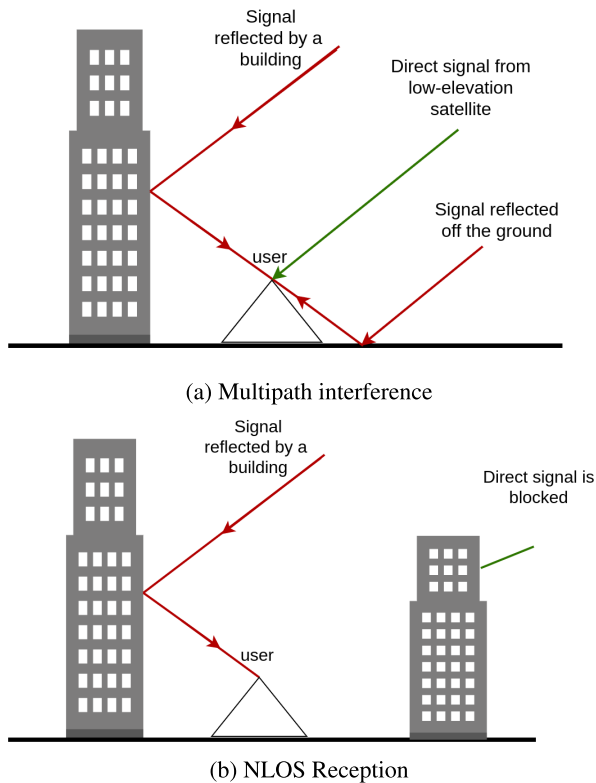 Signal
reflected by a
building
Direct signal from
low-elevation
satellite
Signal reflected
off the ground
user
(a) Multipath interference
Signal
reflected by a
building
Direct signal is
blocked
user
(b) NLOS Reception